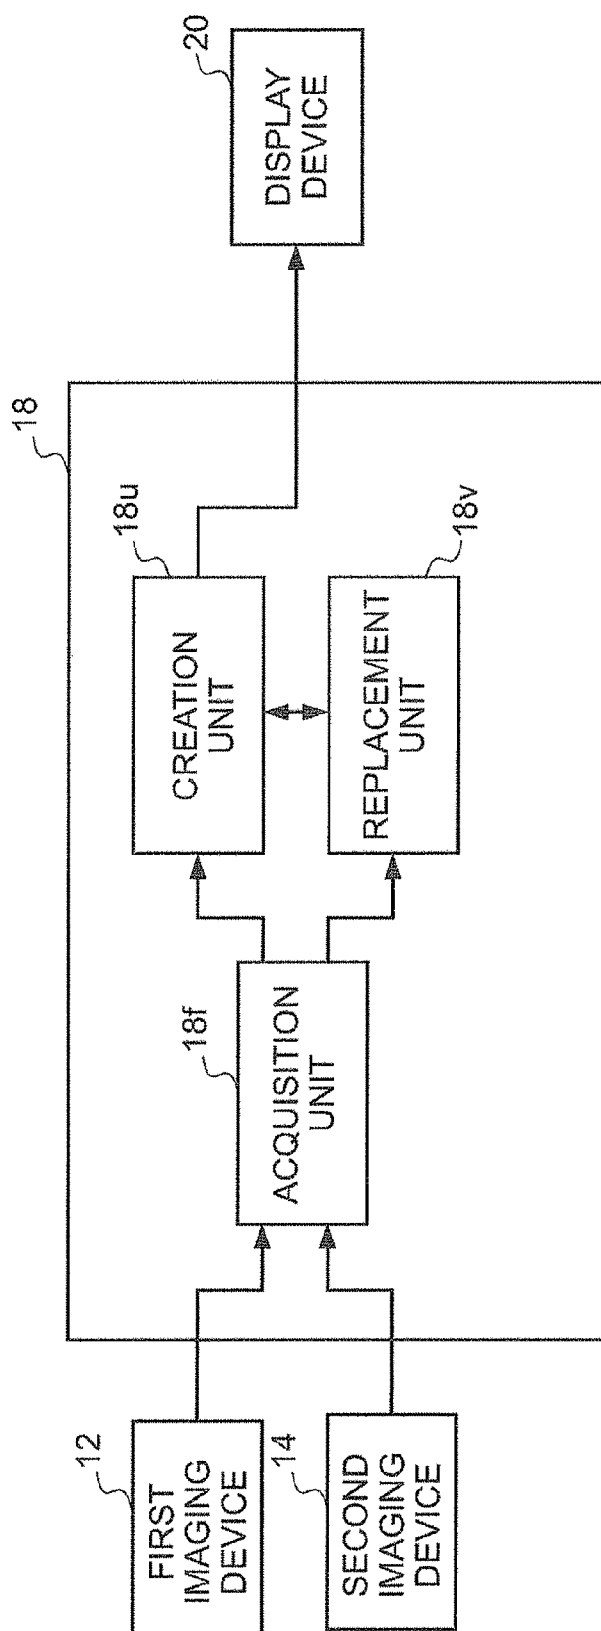 12
FIRST
IMAGING
DEVICE
14
SECOND
IMAGING
DEVICE
18
18f
ACQUISITION
UNIT
18u
CREATION
UNIT
18v
REPLACEMENT
UNIT
20
DISPLAY
DEVICE